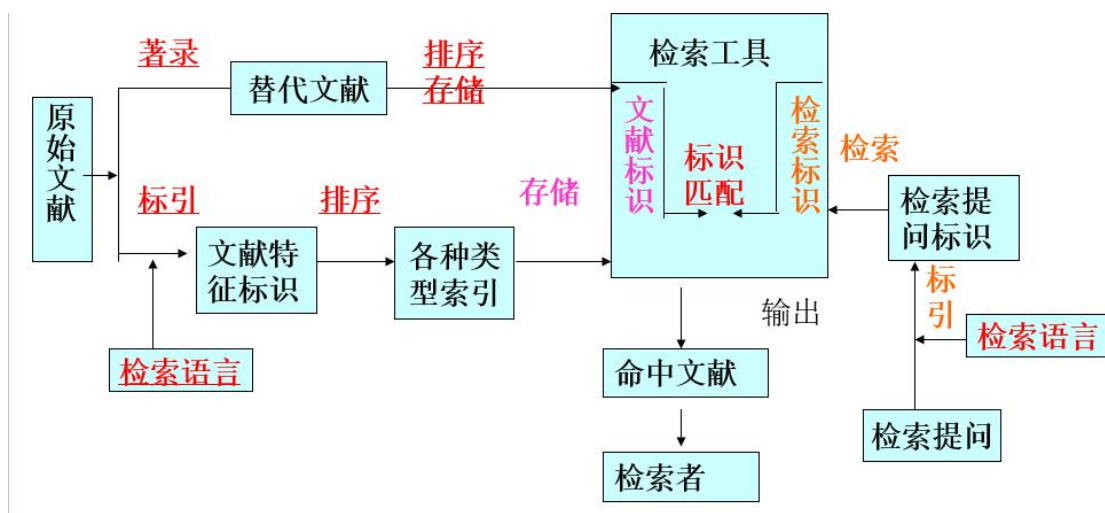 著录
排序
存储
检索工具
替代文献
原始文献
文献标识
标识
匹配
检索标识
检索
标引
排序
存储
检索提
问标识
文献特
征标识
各种类
型索引
标引
输出
检索语言
检索语言
命中文献
检索提问
检索者